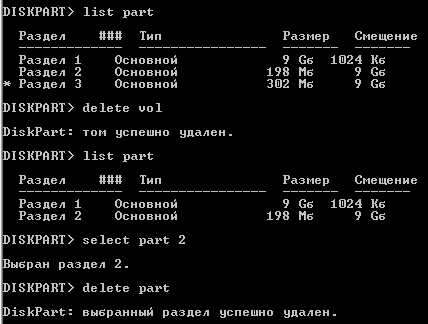 DISKPART> list part
Раздел ### Тип Размер Смещение
------------- ---------------- ------- --------
Раздел 1 Основной 9 Gб 1024 Kб
Раздел 2 Основной 198 Mб 9 Gб
* Раздел 3 Основной 302 Mб 9 Gб
DISKPART> delete vol
DiskPart: том успешно удален.
DISKPART> list part
Раздел ### Тип Размер Смещение
------------- ---------------- ------- --------
Раздел 1 Основной 9 Gб 1024 Kб
Раздел 2 Основной 198 Mб 9 Gб
DISKPART> select part 2
Выбран раздел 2.
DISKPART> delete part
DiskPart: выбранный раздел успешно удален.